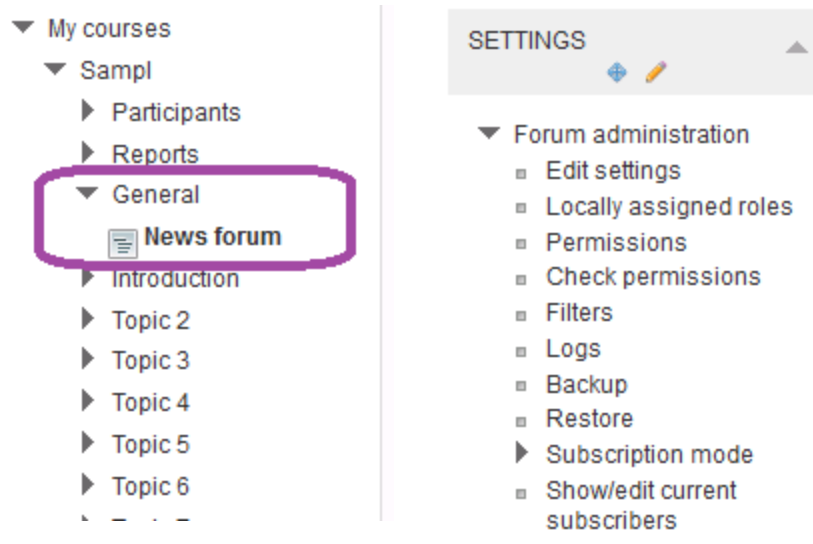 My courses
Sampl
Participants
Reports
General
News forum
Introduction
Topic 2
Topic 3
Topic 4
Topic 5
Topic 6
SETTINGS
Forum administration
Edit settings
Locally assigned roles
Permissions
Check permissions
Filters
Logs
Backup
Restore
Subscription mode
Show/edit current
subscribers